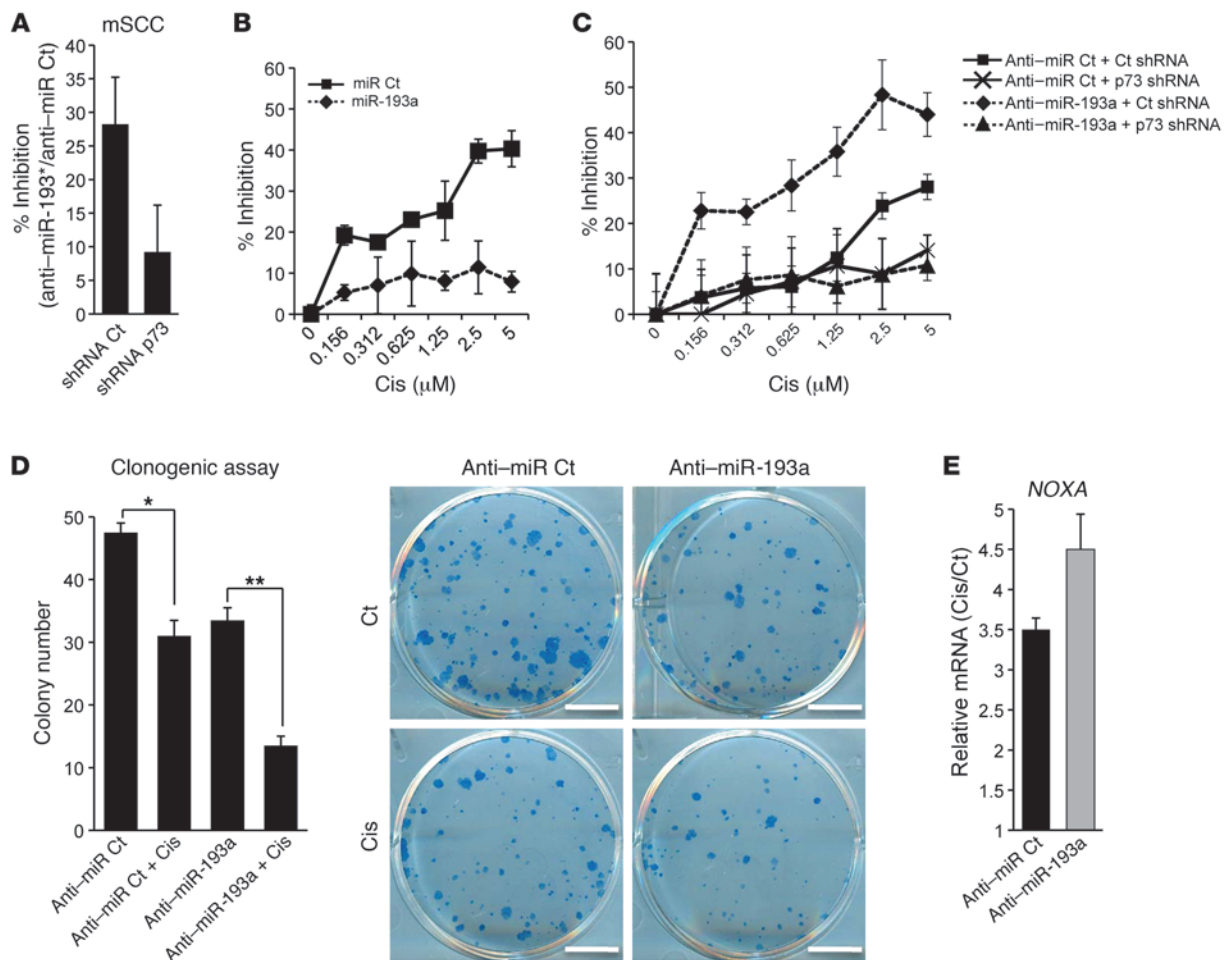 A
mSCC
% Inhibition
(anti–miR-193*/anti–miR Ct)
40
35
30
25
20
15
10
5
0
shRNA Ct
shRNA p73
B
miR Ct
miR-193a
% Inhibition
60
50
40
30
20
10
0
0
0.156
0.312
0.625
1.25
2.5
5
Cis (μM)
C
Anti–miR Ct + Ct shRNA
Anti–miR Ct + p73 shRNA
Anti–miR-193a + Ct shRNA
Anti–miR-193a + p73 shRNA
% Inhibition
60
50
40
30
20
10
0
0
0.156
0.312
0.625
1.25
2.5
5
Cis (μM)
D
Clonogenic assay
Colony number
50
40
30
20
10
0
*
**
Anti–miR Ct
Anti–miR Ct + Cis
Anti–miR-193a
Anti–miR-193a + Cis
Anti–miR Ct
Anti–miR-193a
Ct
Cis
E
NOXA
Relative mRNA (Cis/Ct)
5
4.5
4
3.5
3
2.5
2
1.5
1
Anti–miR Ct
Anti–miR-193a